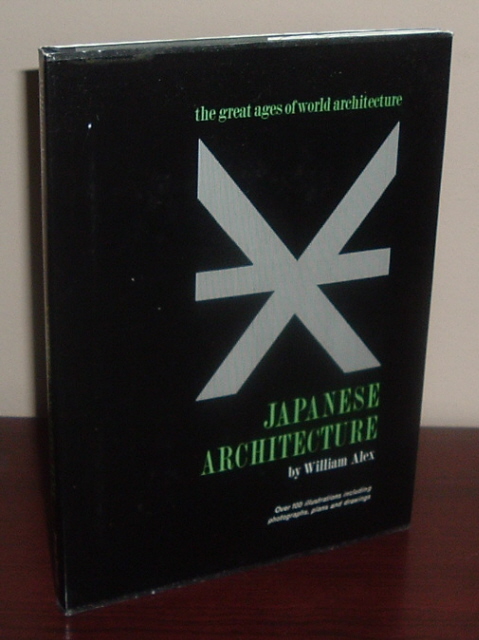 the great ages of world architecture
JAPANESE
ARCHITECTURE
by William Alex
Over 100 illustrations including
photographs, plans and drawings